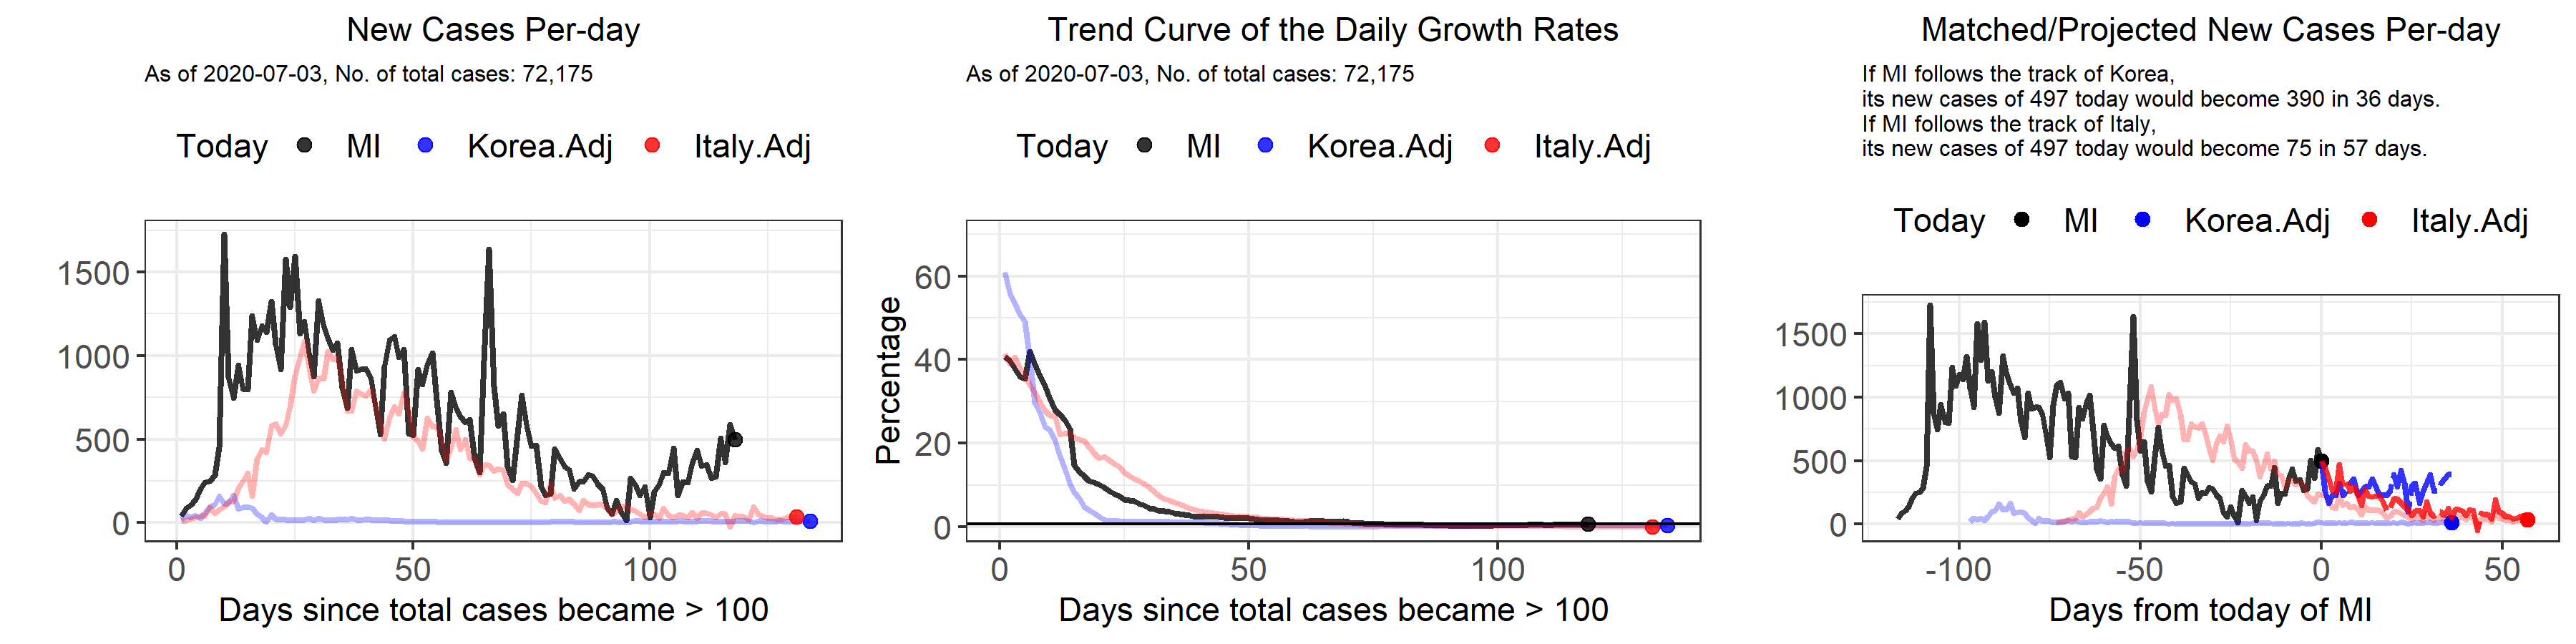 New Cases Per-day
As of 2020-07-03, No. of total cases: 72,175
Today MI Korea.Adj Italy.Adj
1500
1000
500
0
0 50 100
Days since total cases became > 100
Trend Curve of the Daily Growth Rates
As of 2020-07-03, No. of total cases: 72,175
Today MI Korea.Adj Italy.Adj
Percentage
60
40
20
0
0 50 100
Days since total cases became > 100
Matched/Projected New Cases Per-day
If MI follows the track of Korea,
its new cases of 497 today would become 390 in 36 days.
If MI follows the track of Italy,
its new cases of 497 today would become 75 in 57 days.
Today MI Korea.Adj Italy.Adj
1500
1000
500
0
-100 -50 0 50
Days from today of MI